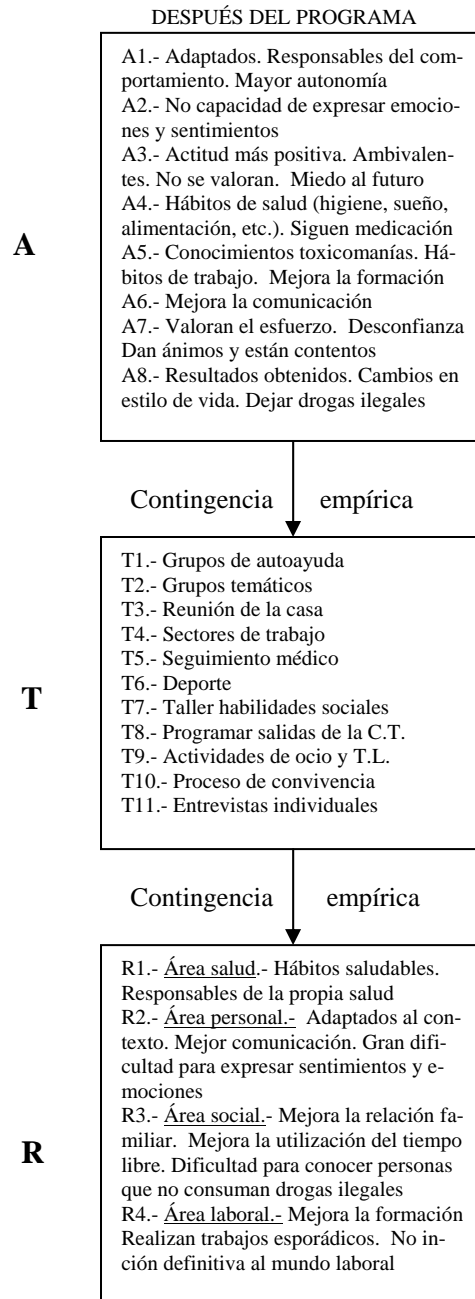 DESPUÉS DEL PROGRAMA
A
A1.- Adaptados. Responsables del com-
portamiento. Mayor autonomía
A2.- No capacidad de expresar emocio-
nes y sentimientos
A3.- Actitud más positiva. Ambivalen-
tes. No se valoran. Miedo al futuro
A4.- Hábitos de salud (higiene, sueño,
alimentación, etc.). Siguen medicación
A5.- Conocimientos toxicomanías. Há-
bitos de trabajo. Mejora la formación
A6.- Mejora la comunicación
A7.- Valoran el esfuerzo. Desconfianza
Dan ánimos y están contentos
A8.- Resultados obtenidos. Cambios en
estilo de vida. Dejar drogas ilegales
Contingencia empírica
T
T1.- Grupos de autoayuda
T2.- Grupos temáticos
T3.- Reunión de la casa
T4.- Sectores de trabajo
T5.- Seguimiento médico
T6.- Deporte
T7.- Taller habilidades sociales
T8.- Programar salidas de la C.T.
T9.- Actividades de ocio y T.L.
T10.- Proceso de convivencia
T11.- Entrevistas individuales
Contingencia empírica
R
R1.- Área salud.- Hábitos saludables.
Responsables de la propia salud
R2.- Área personal.- Adaptados al con-
texto. Mejor comunicación. Gran difi-
cultad para expresar sentimientos y e-
mociones
R3.- Área social.- Mejora la relación fa-
miliar. Mejora la utilización del tiempo
libre. Dificultad para conocer personas
que no consuman drogas ilegales
R4.- Área laboral.- Mejora la formación
Realizan trabajos esporádicos. No in-
ción definitiva al mundo laboral